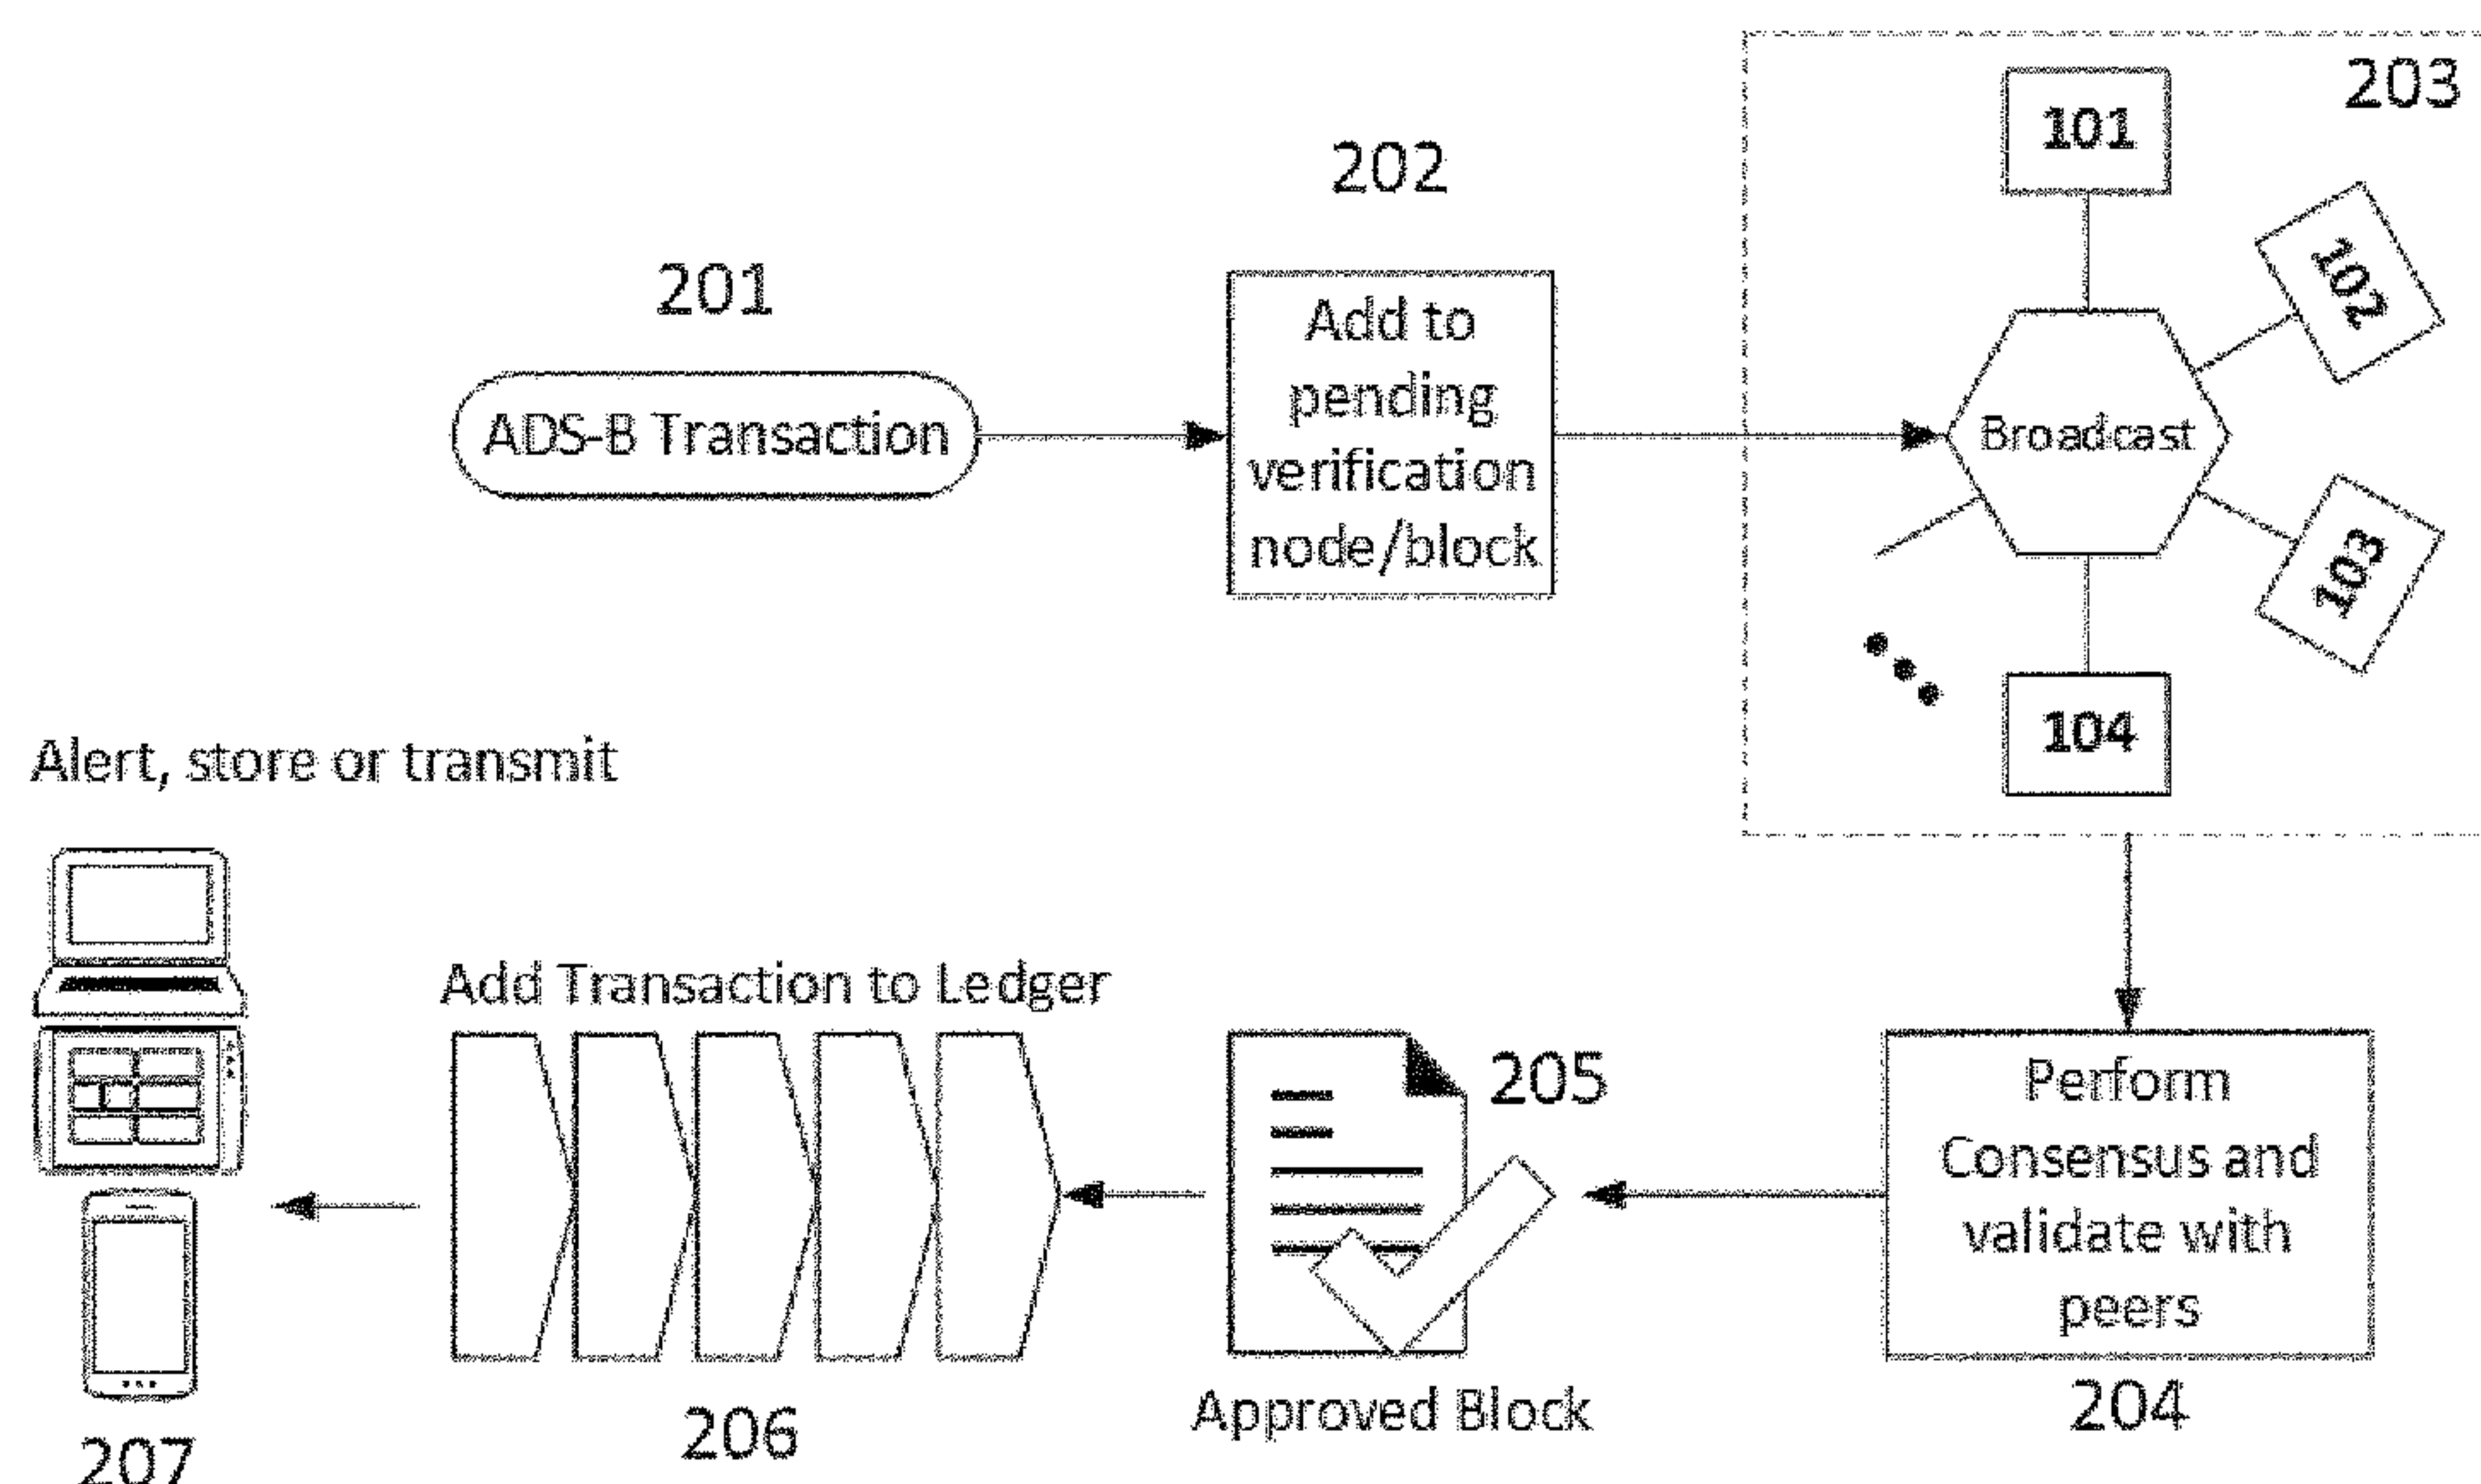 203
101
202
102
201
Add to
pending
verification
node/block
ADS-B Transaction
Broadcast
103
104
Alert, store or transmit
Add Transaction to Ledger
205
Perform
Consensus and
validate with
peers
Approved Block
204
206
207